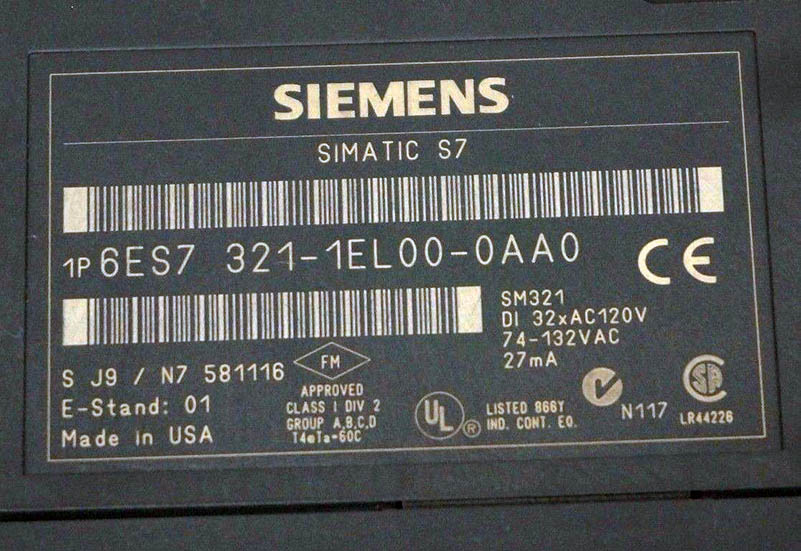 SIEMENS
SIMATIC S7
1P 6ES7 321-1EL00-0AA0
CE
SM321
DI 32xAC120V
74-132VAC
27mA
S J9 / N7 581116
E-Stand: 01
Made in USA
FM
APPROVED
CLASS I DIV 2
GROUP A,B,C,D
T4@Ta=60C
UL ®
LISTED 866Y
IND. CONT. EQ.
N117
SA
LR44226